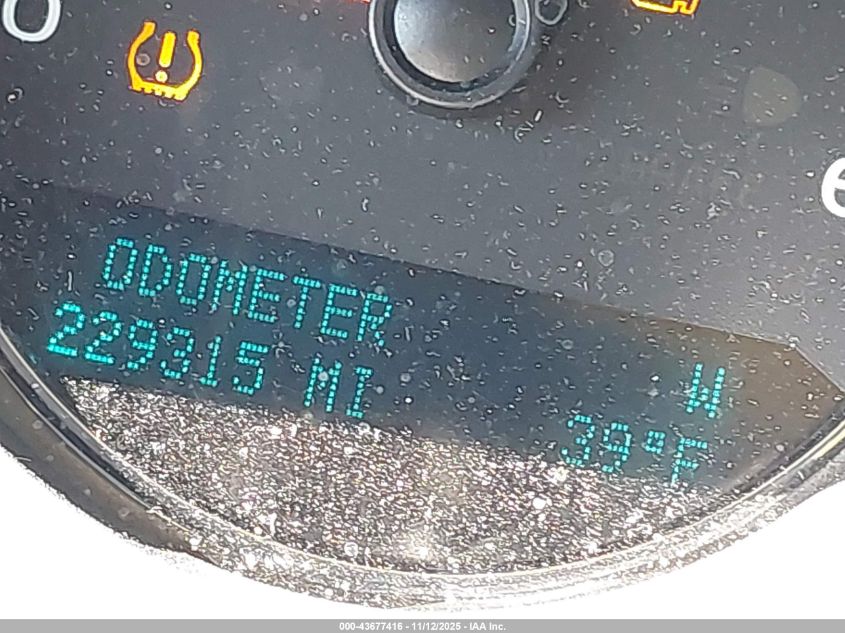 ODOMETER
229315 MI
W
39°F
000-43677416 - 11/12/2025 - IAA Inc.